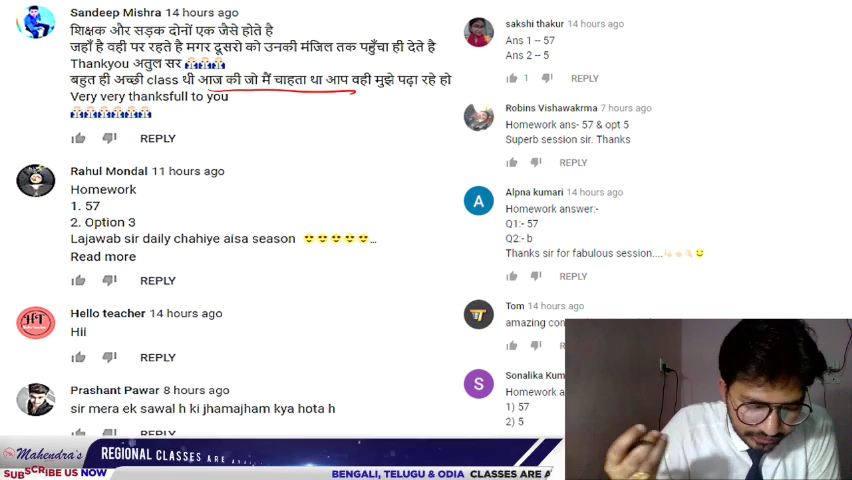 Sandeep Mishra 14 hours ago
शिक्षक और सड़क दोनों एक जैसे होते है
जहाँ है वही पर रहते है मगर दूसरो को उनकी मंजिल तक पहुँचा ही देते है
Thankyou अतुल सर
बहुत ही अच्छी class थी आज की जो मैं चाहता था आप वही मुझे पढ़ा रहे हो
Very very thanksfull to you
REPLY
Rahul Mondal 11 hours ago
Homework
1. 57
2. Option 3
Lajawab sir daily chahiye aisa season ...
Read more
REPLY
Hello teacher 14 hours ago
Hii
REPLY
Prashant Pawar 8 hours ago
sir mera ek sawal h ki jhamajham kya hota h
REPLY
sakshi thakur 14 hours ago
Ans 1 -- 57
Ans 2 -- 5
1 REPLY
Robins Vishawakrma 7 hours ago
Homework ans- 57 & opt 5
Superb session sir. Thanks
REPLY
A
Alpna kumari 14 hours ago
Homework answer:-
Q1:- 57
Q2:- b
Thanks sir for fabulous session....
REPLY
Tom 14 hours ago
amazing con
S
Sonalika Kum
Homework a
1) 57
2) 5
Mahendra's
SUBSCRIBE US NOW
REGIONAL CLASSES ARE AVAI
BENGALI, TELUGU & ODIA CLASSES ARE A